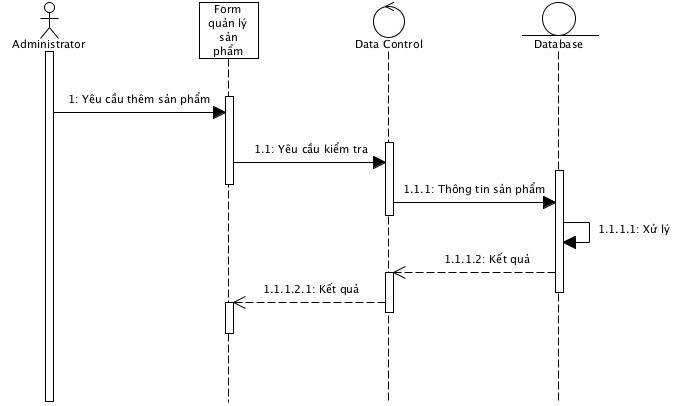 Form
quản lý
sản
phẩm
Administrator
Data Control
Database
1: Yêu cầu thêm sản phẩm
1.1: Yêu cầu kiểm tra
1.1.1: Thông tin sản phẩm
1.1.1.1: Xử lý
1.1.1.2: Kết quả
1.1.1.2.1: Kết quả